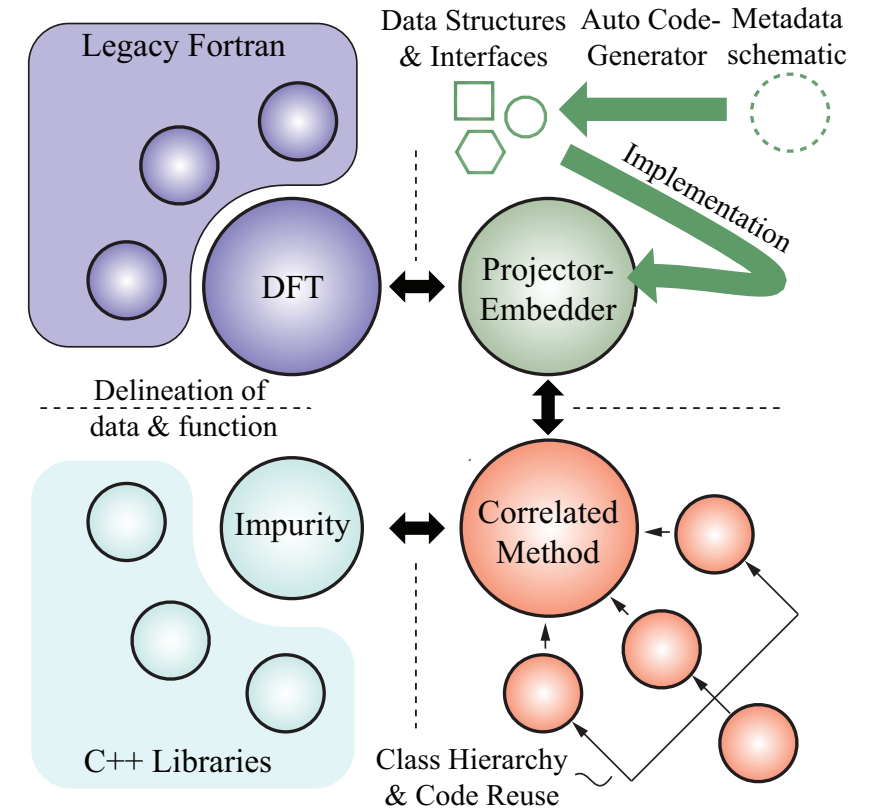 Legacy Fortran
Data Structures
& Interfaces
Auto Code-
Generator
Metadata
schematic
Implementation
DFT
Projector-
Embedder
Delineation of
data & function
Impurity
Correlated
Method
C++ Libraries
Class Hierarchy
& Code Reuse